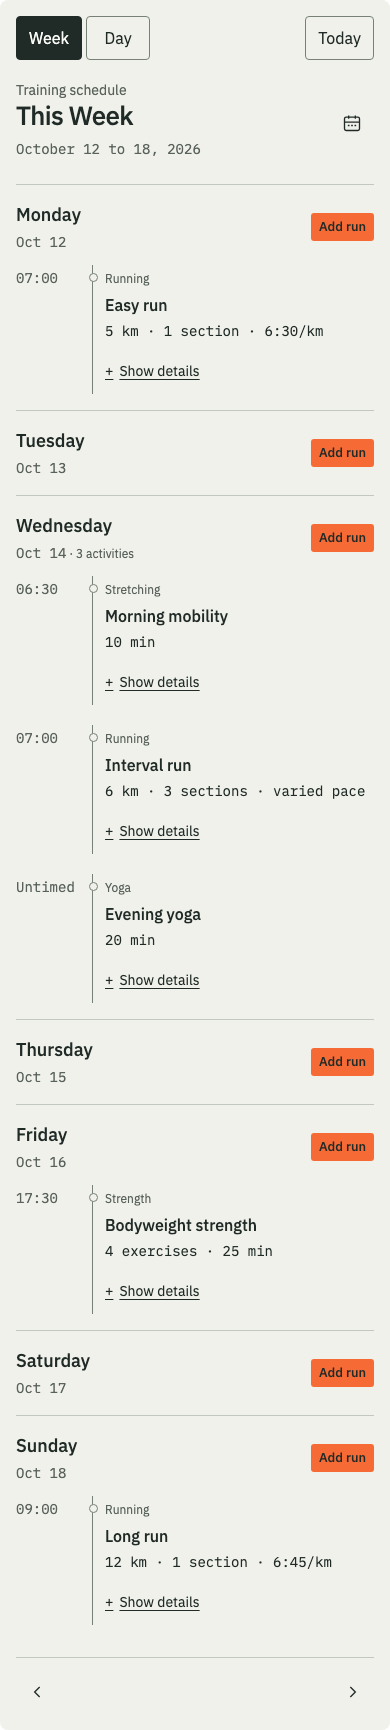 Week Day Today
Training schedule
This Week
October 12 to 18, 2026
Monday
Oct 12
Add run
07:00 Running
Easy run
5 km · 1 section · 6:30/km
+ Show details
Tuesday
Oct 13
Add run
Wednesday
Oct 14 · 3 activities
Add run
06:30 Stretching
Morning mobility
10 min
+ Show details
07:00 Running
Interval run
6 km · 3 sections · varied pace
+ Show details
Untimed Yoga
Evening yoga
20 min
+ Show details
Thursday
Oct 15
Add run
Friday
Oct 16
Add run
17:30 Strength
Bodyweight strength
4 exercises · 25 min
+ Show details
Saturday
Oct 17
Add run
Sunday
Oct 18
Add run
09:00 Running
Long run
12 km · 1 section · 6:45/km
+ Show details